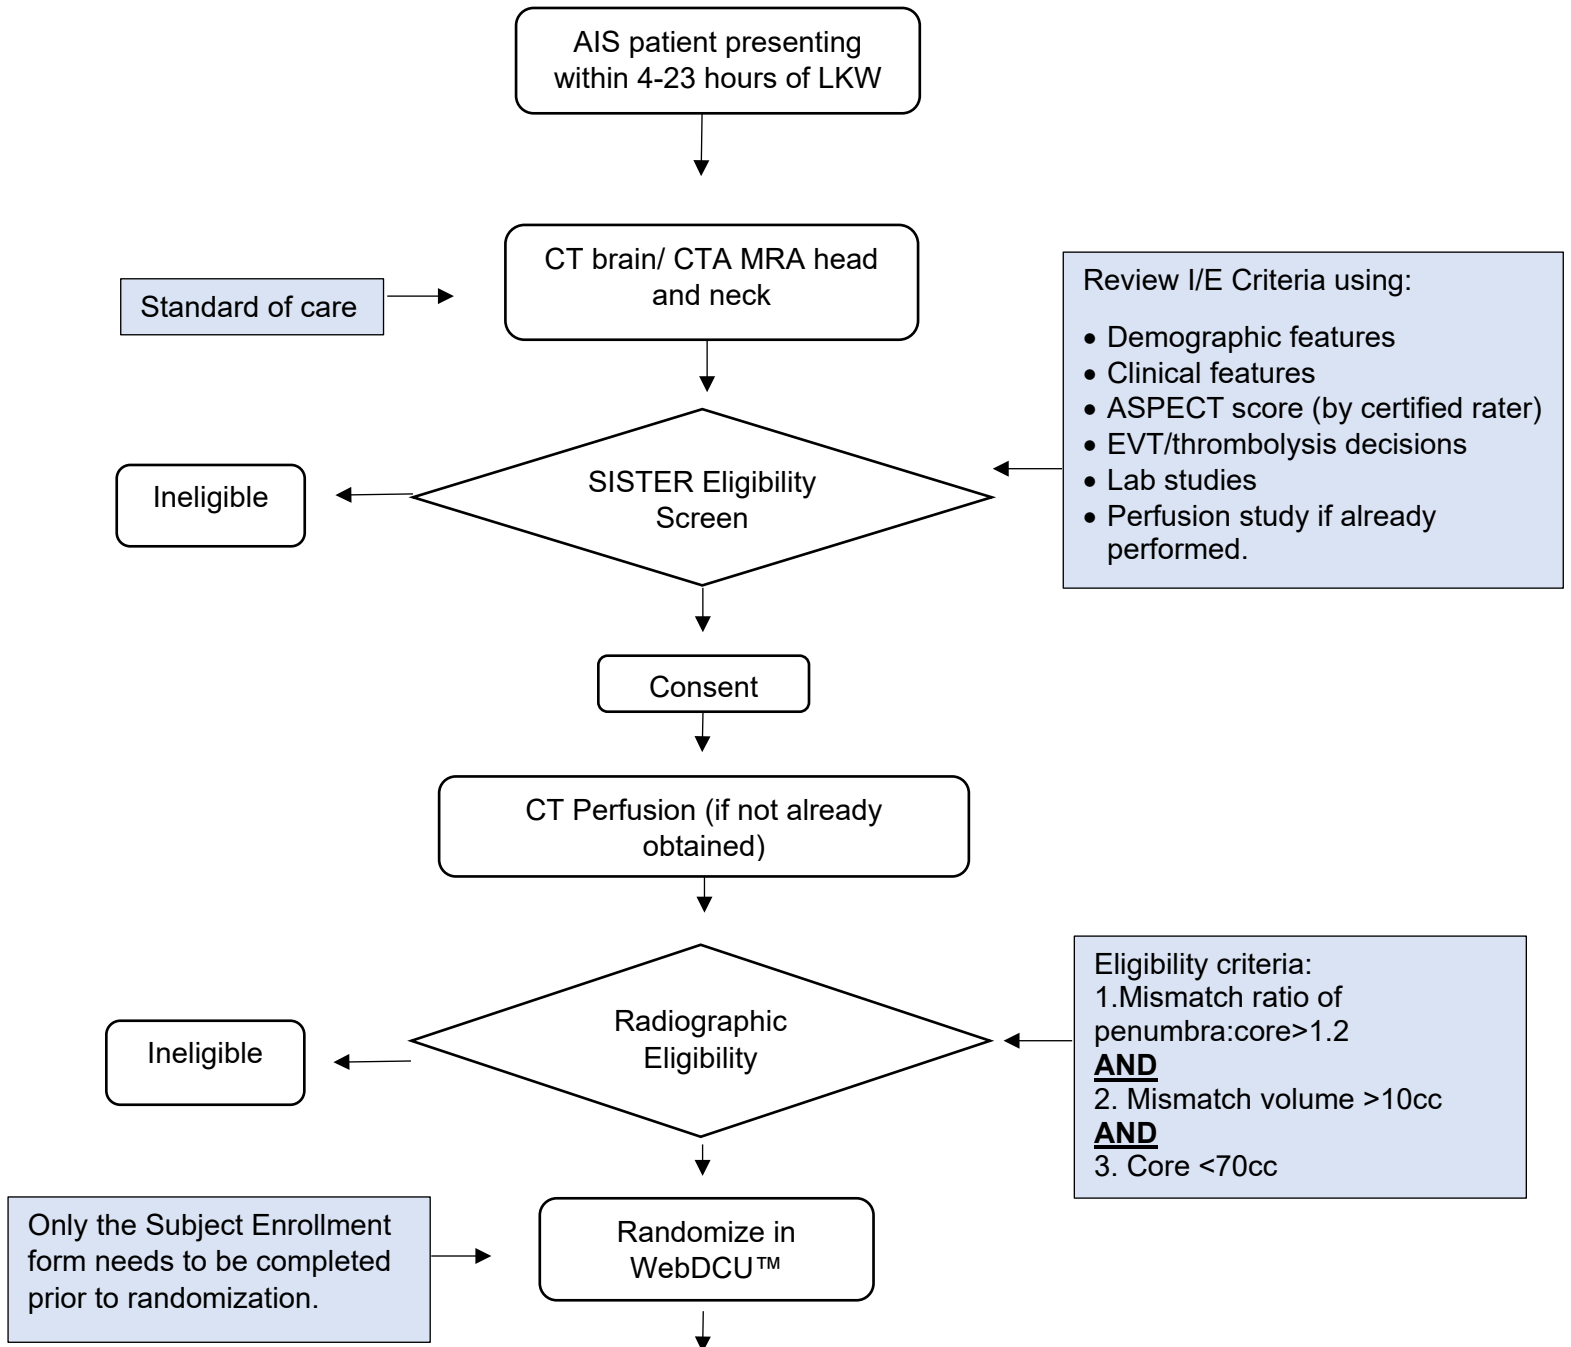 AIS patient presenting
within 4-23 hours of LKW
CT brain/ CTA MRA head
and neck
Standard of care
Review I/E Criteria using:
• Demographic features
• Clinical features
• ASPECT score (by certified rater)
• EVT/thrombolysis decisions
• Lab studies
• Perfusion study if already
performed.
SISTER Eligibility
Screen
Ineligible
Consent
CT Perfusion (if not already
obtained)
Radiographic
Eligibility
Ineligible
Eligibility criteria:
1.Mismatch ratio of
penumbra:core>1.2
AND
2. Mismatch volume >10cc
AND
3. Core <70cc
Only the Subject Enrollment
form needs to be completed
prior to randomization.
Randomize in
WebDCU™